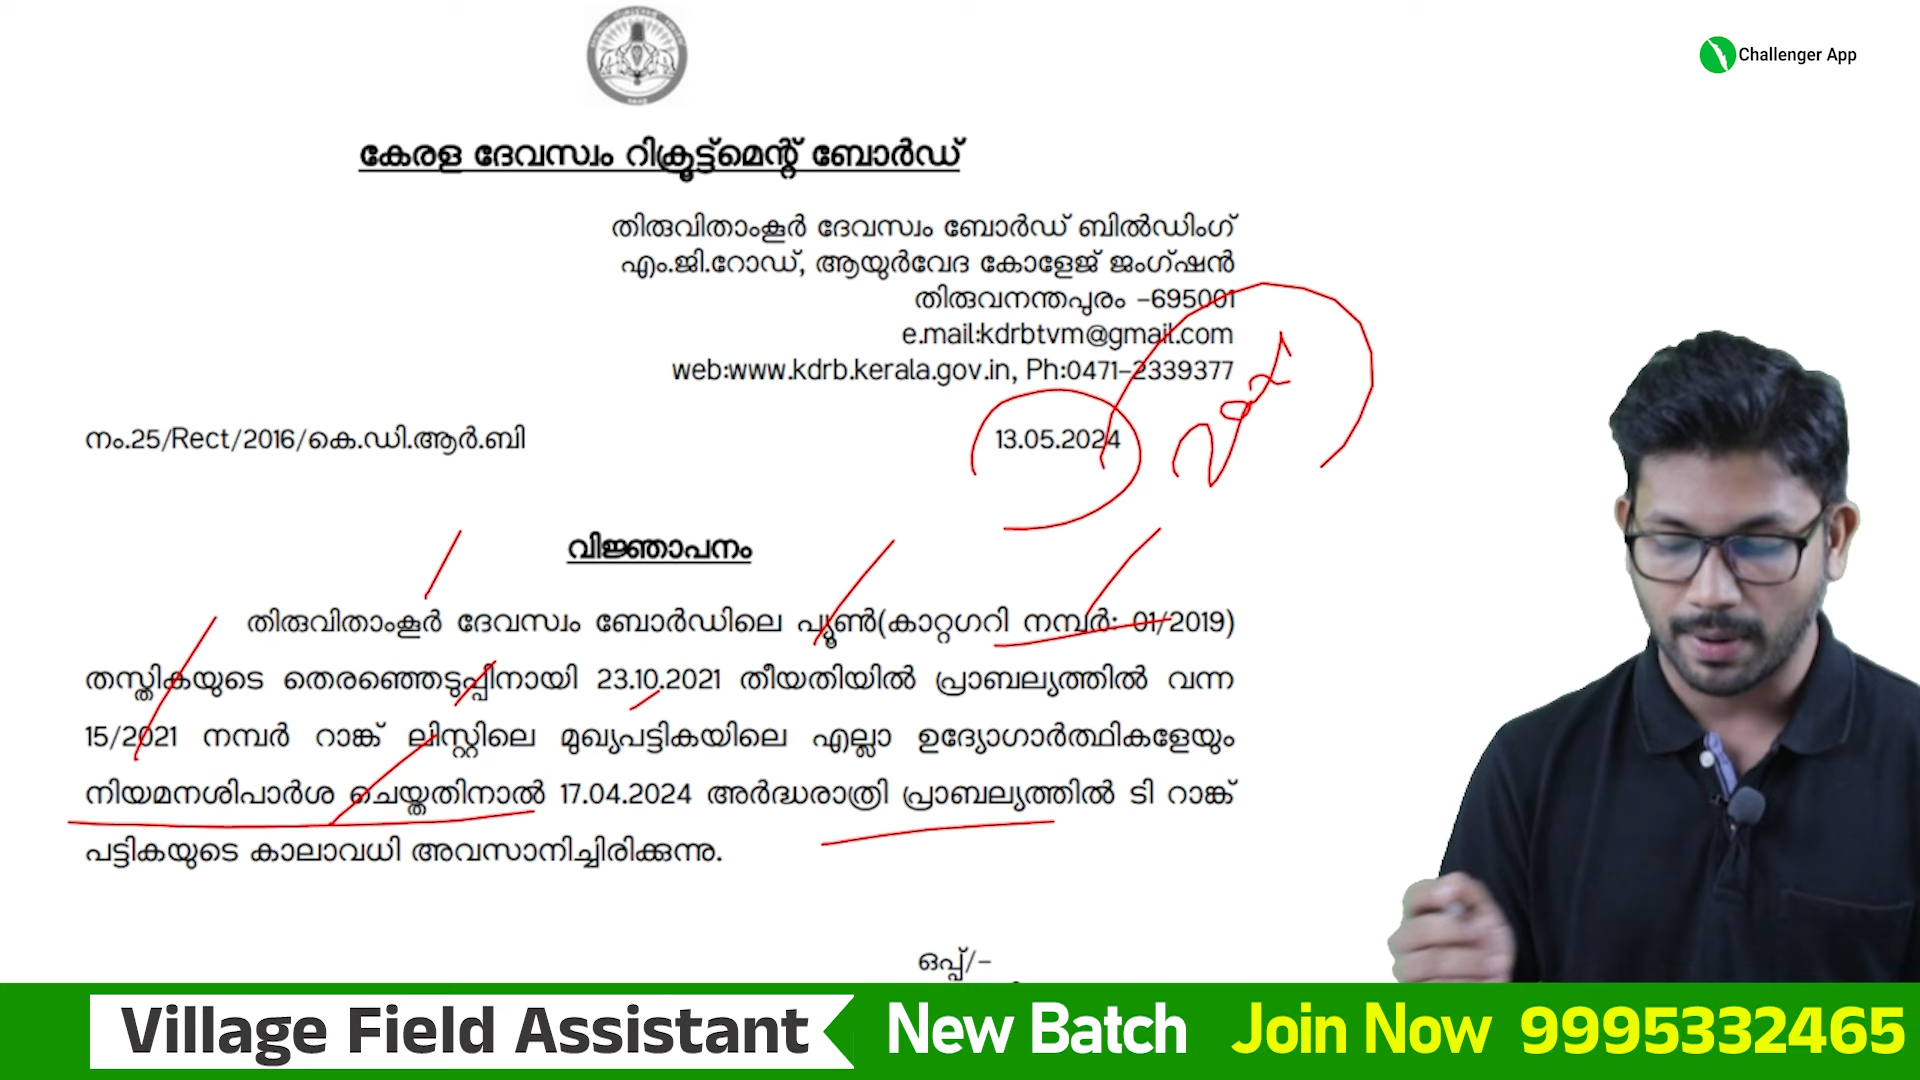 Challenger App
കേരള ദേവസ്വം റിക്രൂട്ട്മെന്റ് ബോർഡ്
തിരുവിതാംകൂർ ദേവസ്വം ബോർഡ് ബിൽഡിംഗ്
എം.ജി.റോഡ്, ആയുർവേദ കോളേജ് ജംഗ്ഷൻ
തിരുവനന്തപുരം -695001
e.mail:kdrbtvm@gmail.com
web:www.kdrb.kerala.gov.in, Ph:0471-2339377
നം.25/Rect/2016/കെ.ഡി.ആർ.ബി
13.05.2024
വിജ്ഞാപനം
തിരുവിതാംകൂർ ദേവസ്വം ബോർഡിലെ പ്യൂൺ(കാറ്റഗറി നമ്പർ: 01/2019)
തസ്തികയുടെ തെരഞ്ഞെടുപ്പിനായി 23.10.2021 തീയതിയിൽ പ്രാബല്യത്തിൽ വന്ന
15/2021 നമ്പർ റാങ്ക് ലിസ്റ്റിലെ മുഖ്യപട്ടികയിലെ എല്ലാ ഉദ്യോഗാർത്ഥികളേയും
നിയമനശിപാർശ ചെയ്തതിനാൽ 17.04.2024 അർദ്ധരാത്രി പ്രാബല്യത്തിൽ ടി റാങ്ക്
പട്ടികയുടെ കാലാവധി അവസാനിച്ചിരിക്കുന്നു.
ഒപ്പ്/-
Village Field Assistant
New Batch
Join Now 9995332465